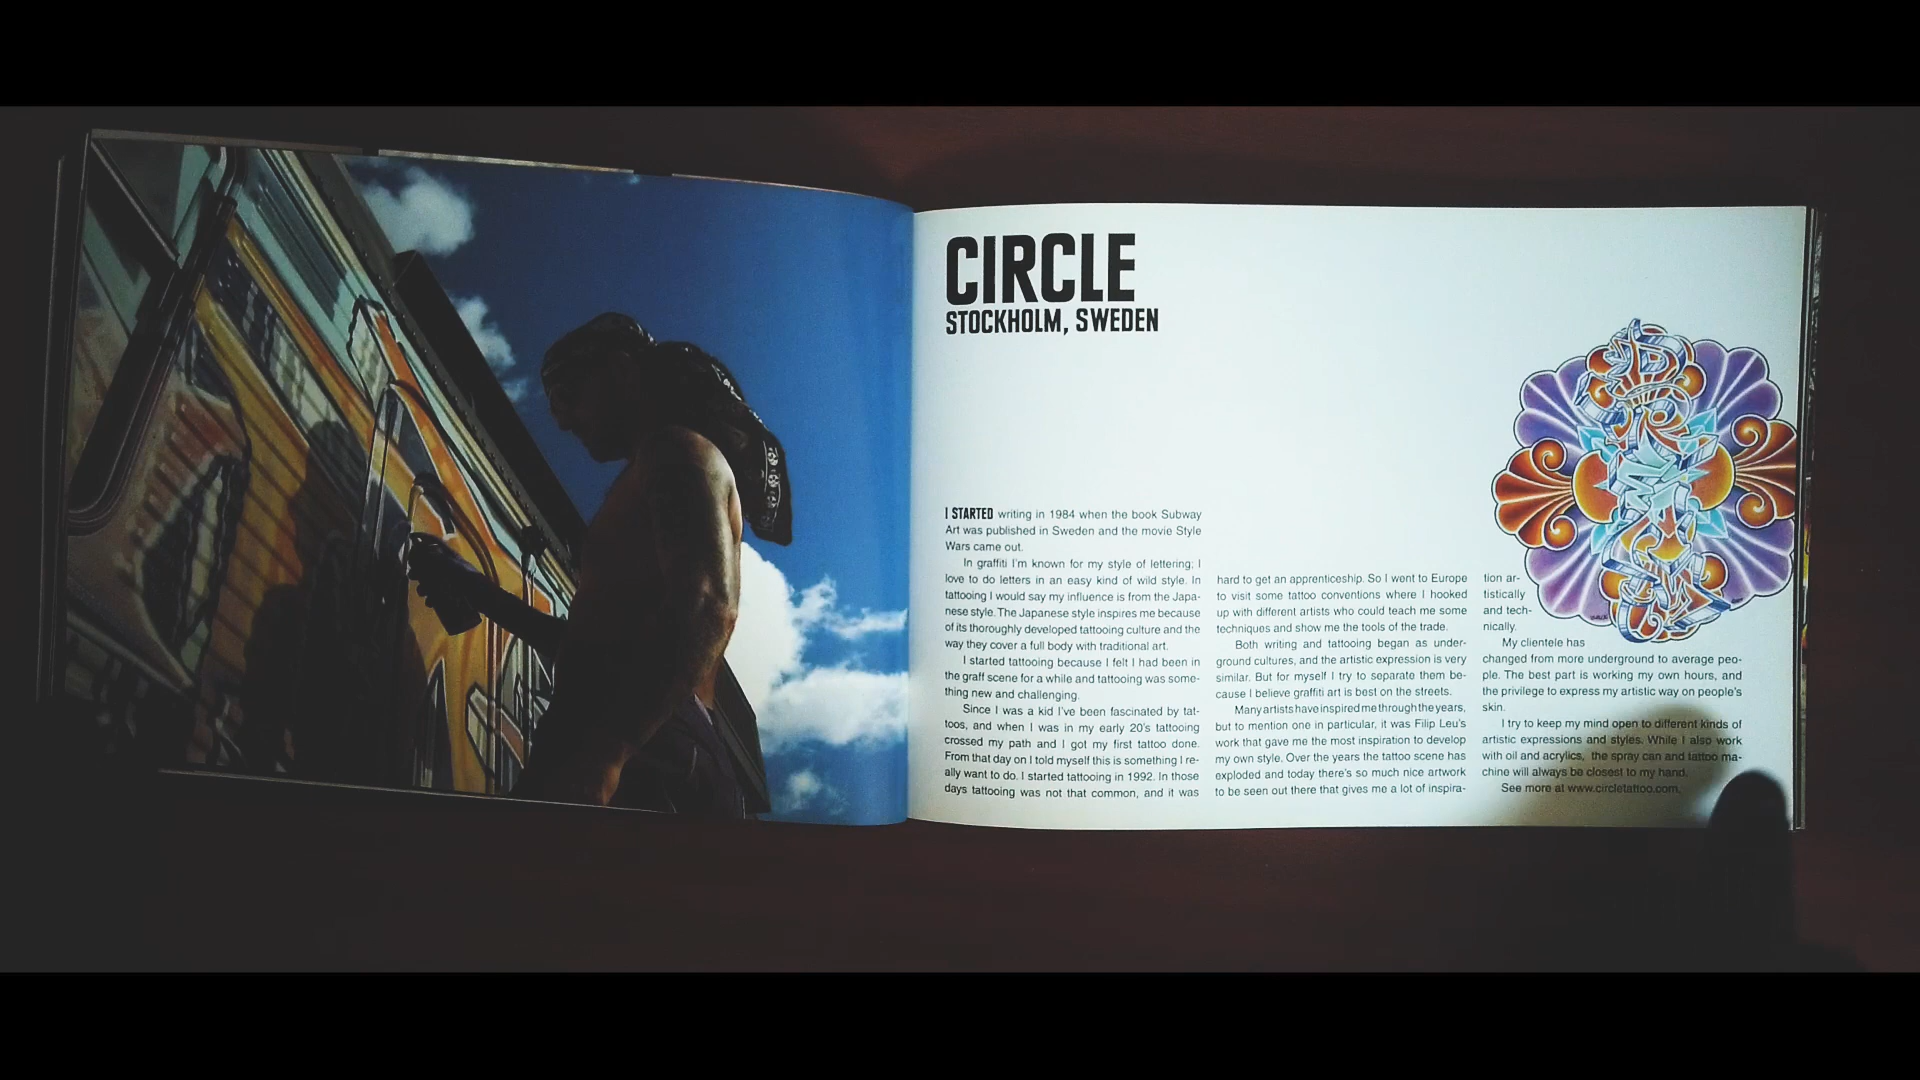 CIRCLE
STOCKHOLM, SWEDEN
I STARTED writing in 1984 when the book Subway
Art was published in Sweden and the movie Style
Wars came out.
In graffiti I'm known for my style of lettering; I
love to do letters in an easy kind of wild style. In
tattooing I would say my influence is from the Japa-
nese style. The Japanese style inspires me because
of its thoroughly developed tattooing culture and the
way they cover a full body with traditional art.
I started tattooing because I felt I had been in
the graff scene for a while and tattooing was some-
thing new and challenging.
Since I was a kid I've been fascinated by tat-
toos, and when I was in my early 20's tattooing
crossed my path and I got my first tattoo done.
From that day on I told myself this is something I re-
ally want to do. I started tattooing in 1992. In those
days tattooing was not that common, and it was
hard to get an apprenticeship. So I went to Europe
to visit some tattoo conventions where I hooked
up with different artists who could teach me some
techniques and show me the tools of the trade.
Both writing and tattooing began as under-
ground cultures, and the artistic expression is very
similar. But for myself I try to separate them be-
cause I believe graffiti art is best on the streets.
Many artists have inspired me through the years,
but to mention one in particular, it was Filip Leu's
work that gave me the most inspiration to develop
my own style. Over the years the tattoo scene has
exploded and today there's so much nice artwork
to be seen out there that gives me a lot of inspira-
tion ar-
tistically
and tech-
nically.
My clientele has
changed from more underground to average peo-
ple. The best part is working my own hours, and
the privilege to express my artistic way on people's
skin.
I try to keep my mind open to different kinds of
artistic expressions and styles. While I also work
with oil and acrylics, the spray can and tattoo ma-
chine will always be closest to my hand.
See more at www.circletattoo.com.